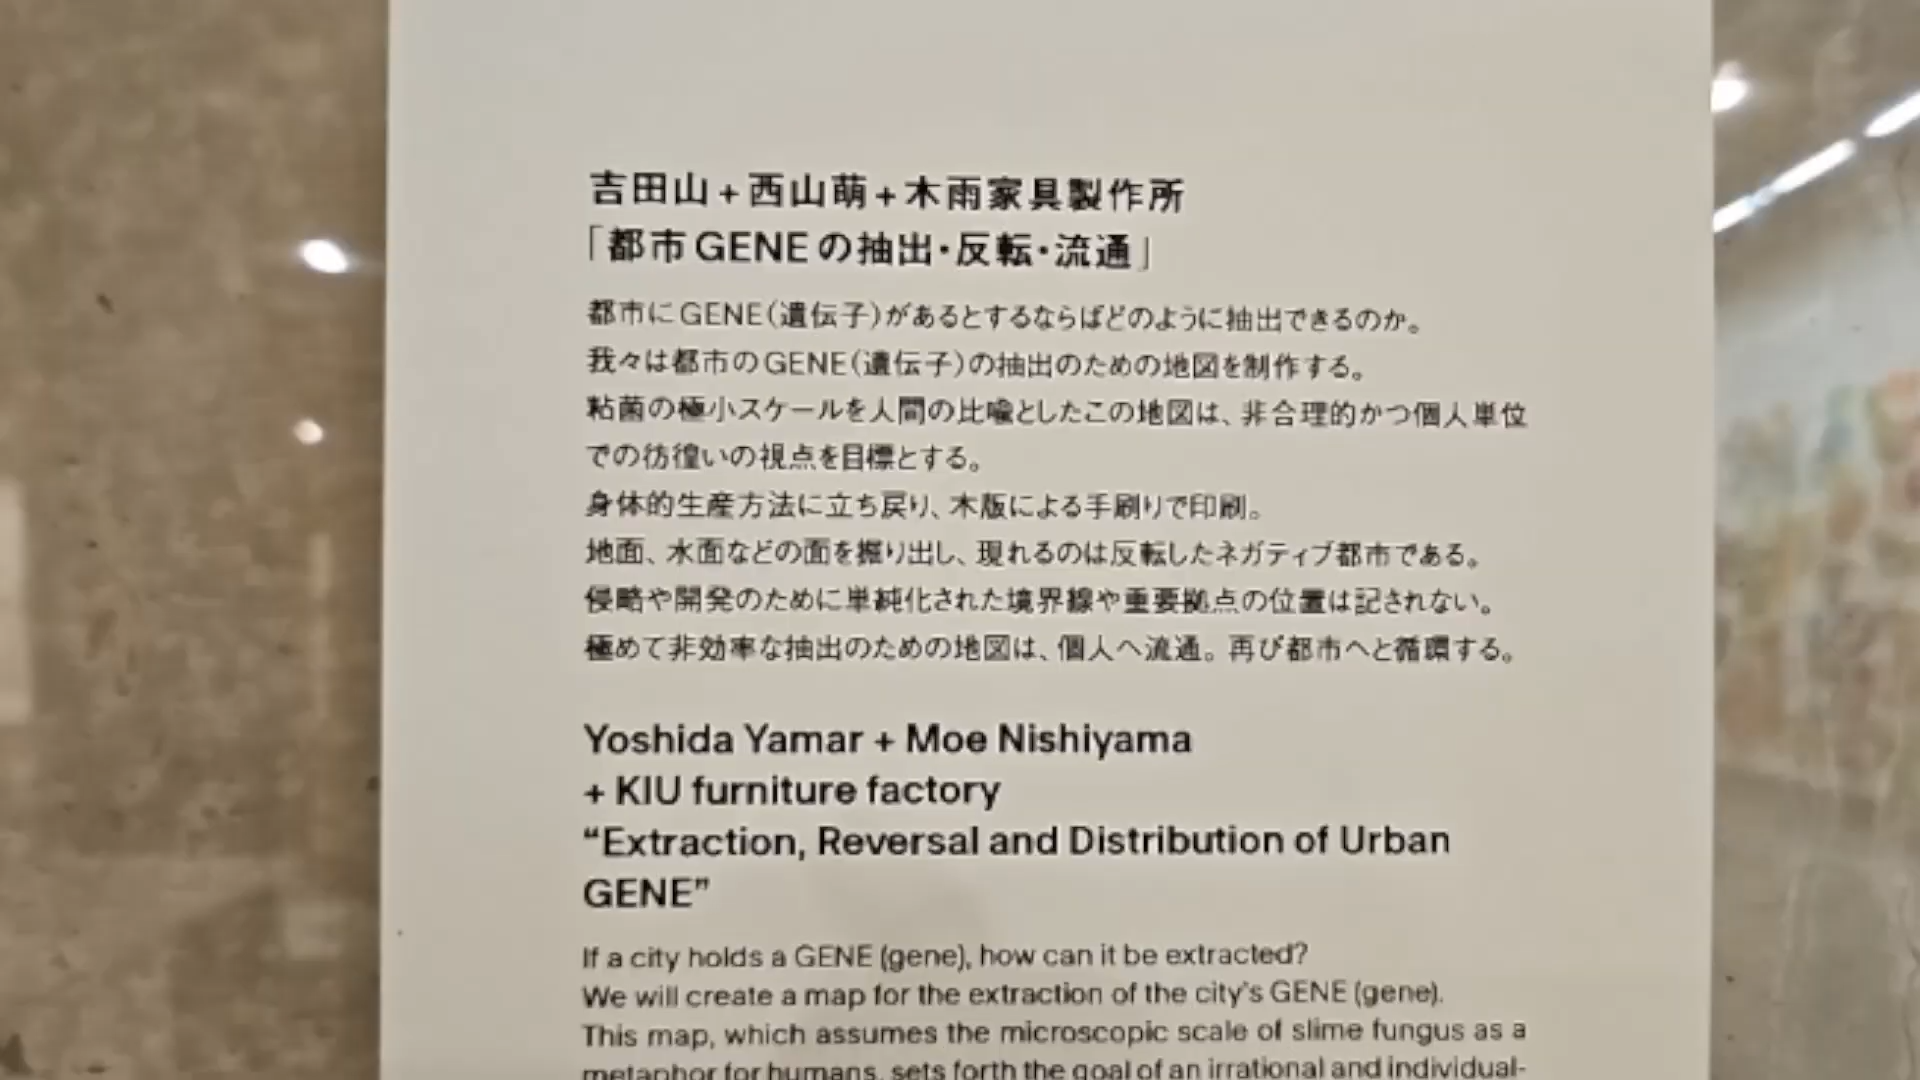 吉田山+西山萌+木雨家具製作所
「都市GENEの抽出・反転・流通」
都市にGENE(遺伝子)があるとするならばどのように抽出できるのか。
我々は都市のGENE(遺伝子)の抽出のための地図を制作する。
粘菌の極小スケールを人間の比喩としたこの地図は、非合理的かつ個人単位
での彷徨いの視点を目標とする。
身体的生産方法に立ち戻り、木版による手刷りで印刷。
地面、水面などの面を掘り出し、現れるのは反転したネガティブ都市である。
侵略や開発のために単純化された境界線や重要拠点の位置は記されない。
極めて非効率な抽出のための地図は、個人へ流通。再び都市へと循環する。
Yoshida Yamar + Moe Nishiyama
+ KIU furniture factory
“Extraction, Reversal and Distribution of Urban
GENE”
If a city holds a GENE (gene), how can it be extracted?
We will create a map for the extraction of the city's GENE (gene).
This map, which assumes the microscopic scale of slime fungus as a
metaphor for humans, sets forth the goal of an irrational and individual-